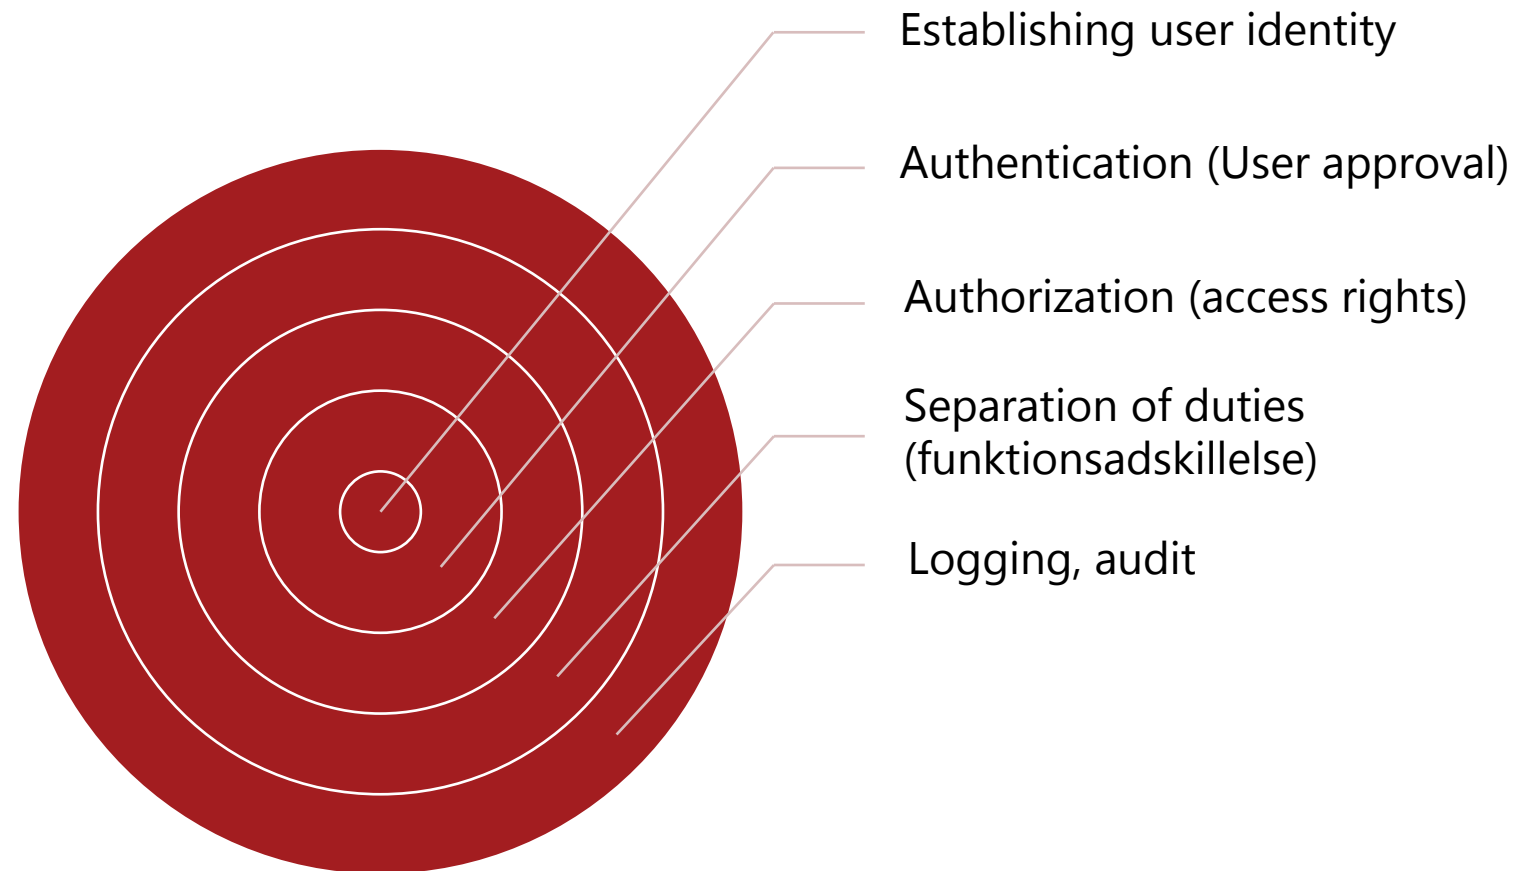 Establishing user identity
Authentication (User approval)
Authorization (access rights)
Separation of duties
(funktionsadskillelse)
Logging, audit